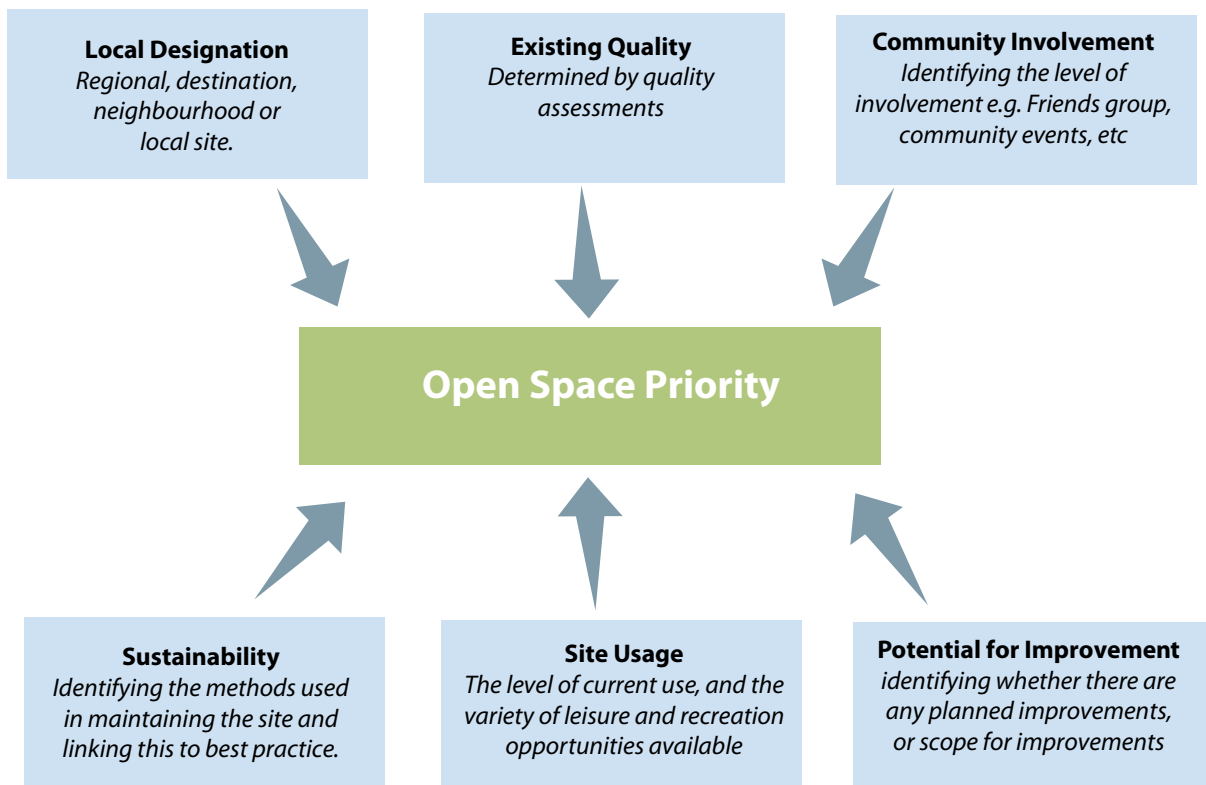 Local Designation
Regional, destination,
neighbourhood or
local site.
Existing Quality
Determined by quality
assessments
Community Involvement
Identifying the level of
involvement e.g. Friends group,
community events, etc
Open Space Priority
Sustainability
Identifying the methods used
in maintaining the site and
linking this to best practice.
Site Usage
The level of current use, and the
variety of leisure and recreation
opportunities available
Potential for Improvement
identifying whether there are
any planned improvements,
or scope for improvements